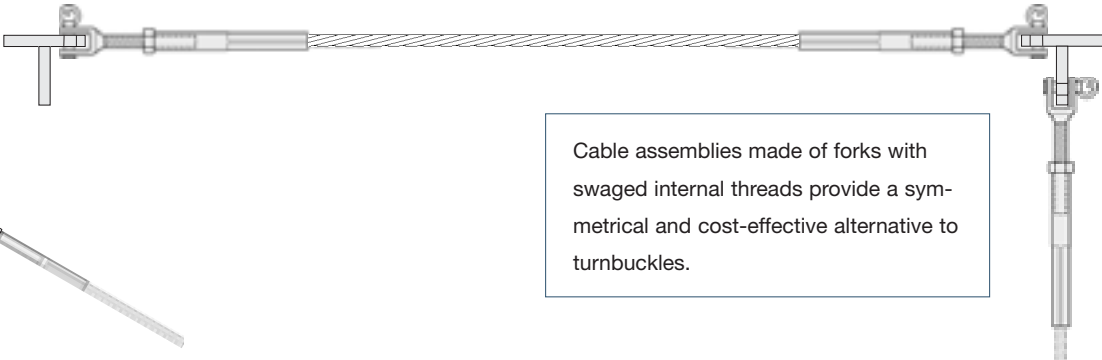 Cable assemblies made of forks with
swaged internal threads provide a sym-
metrical and cost-effective alternative to
turnbuckles.